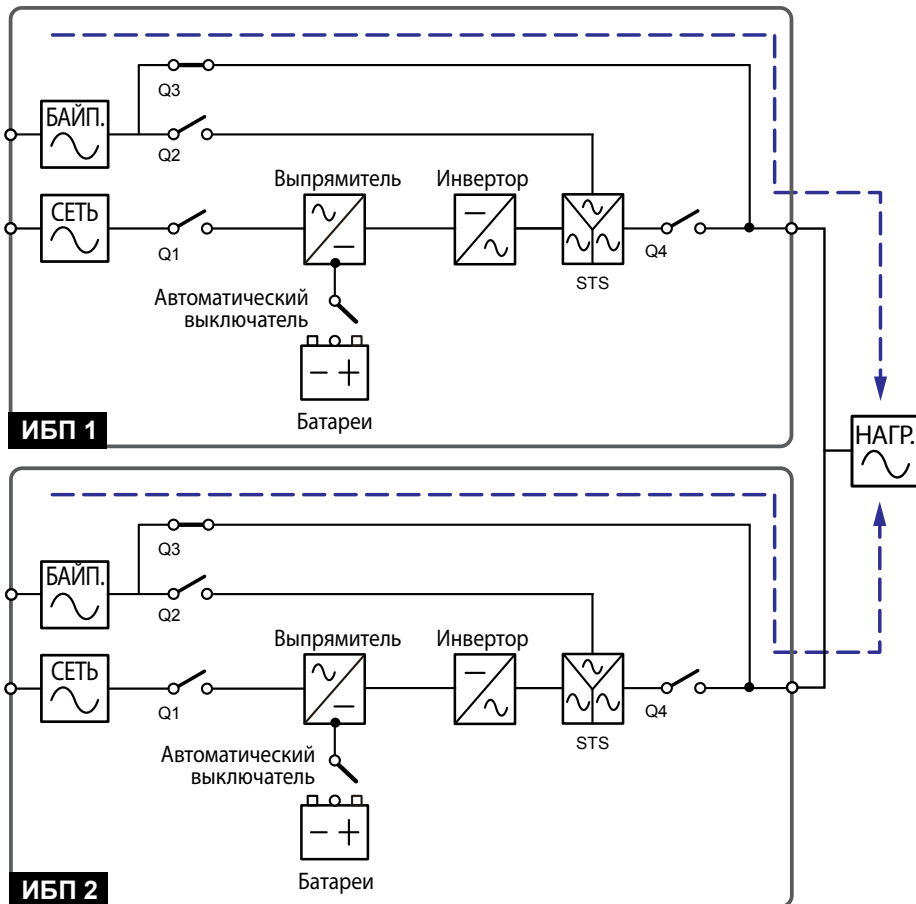 Q3
БАЙП.
Q2
Выпрямитель
Инвертор
СЕТЬ
Q1
STS
Q4
Автоматический
выключатель
Батареи
ИБП 1
НАГР.
Q3
БАЙП.
Q2
Выпрямитель
Инвертор
СЕТЬ
Q1
STS
Q4
Автоматический
выключатель
Батареи
ИБП 2